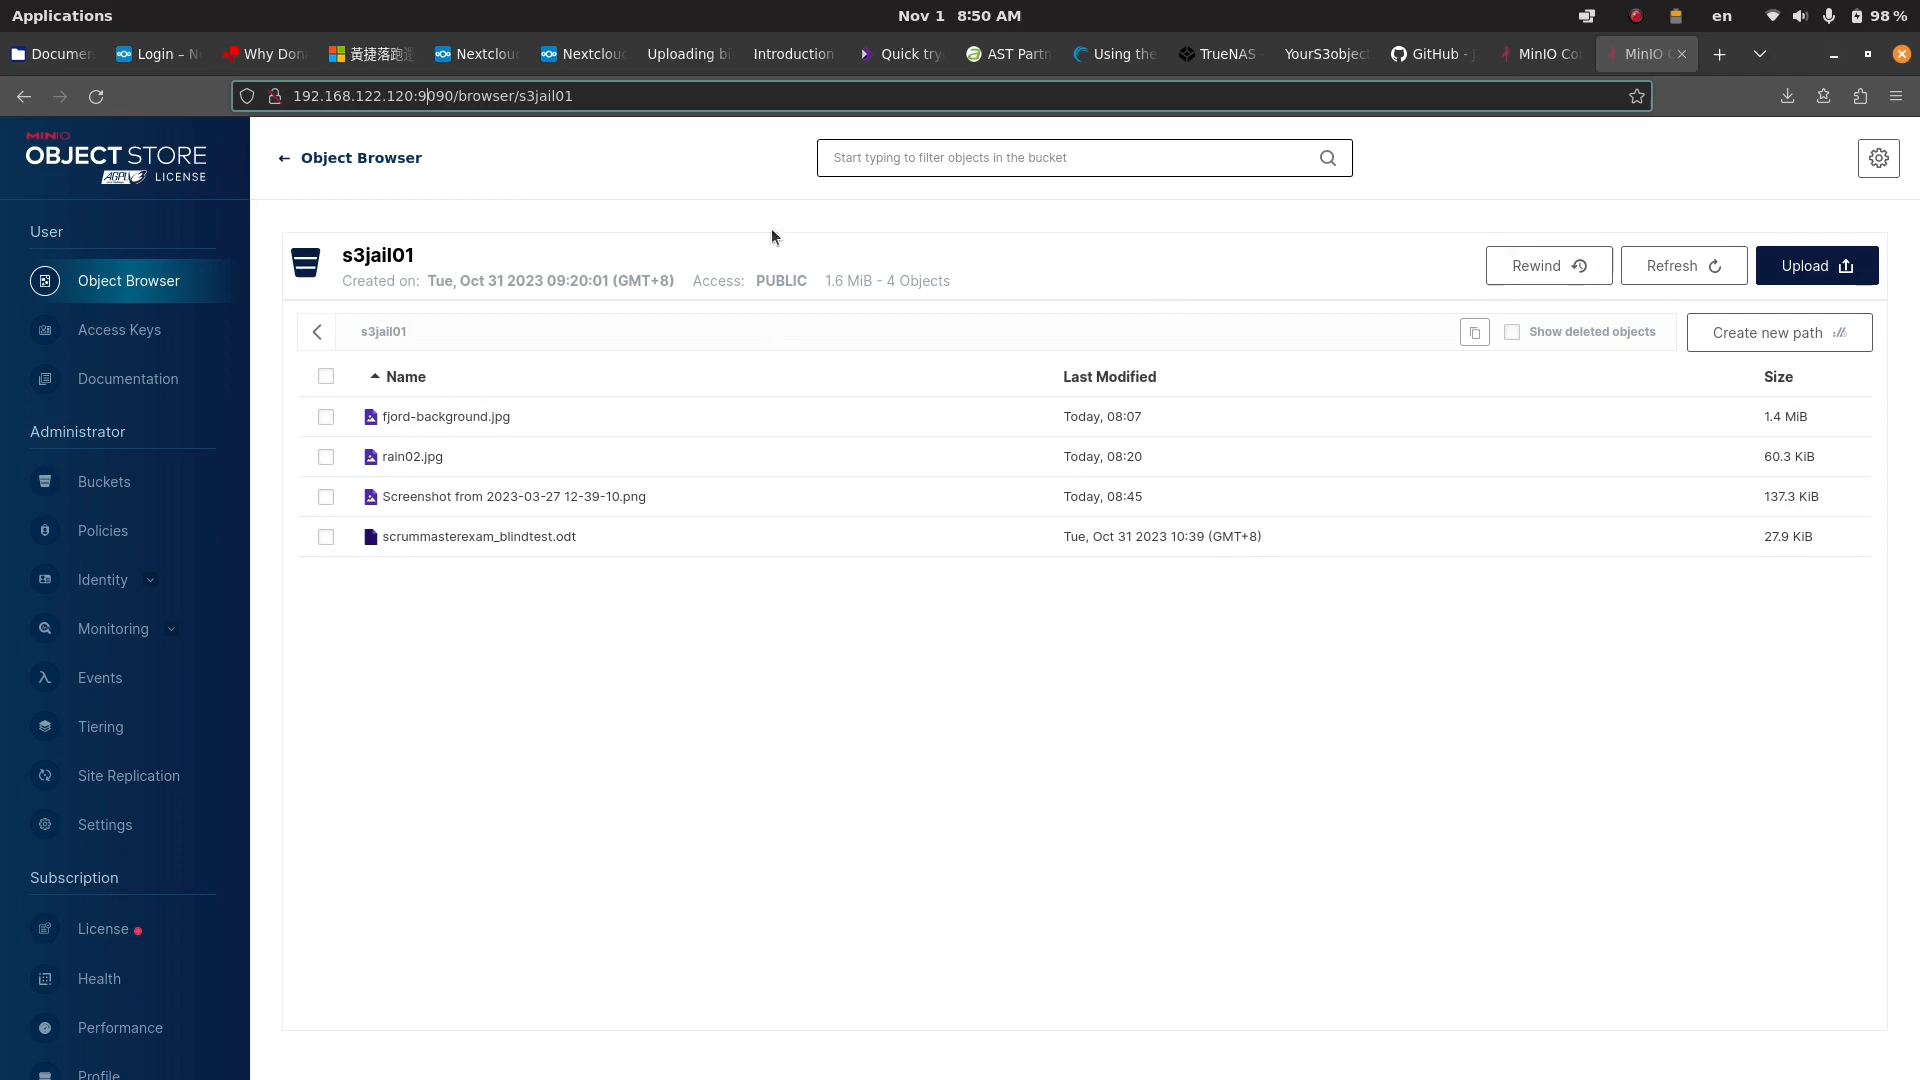 Applications
Nov 1 8:50 AM
en
98 %
Documen
Login – N
Why Don
黃捷落跑選
Nextclou
Nextclou
Uploading bi
Introduction
Quick try
AST Partn
Using the
TrueNAS
YourS3object
GitHub - j
MinIO Co
MinIO C
192.168.122.120:9090/browser/s3jail01
MINIO
OBJECT STORE
AGPL LICENSE
Object Browser
Start typing to filter objects in the bucket
User
Object Browser
Access Keys
Documentation
Administrator
Buckets
Policies
Identity
Monitoring
Events
Tiering
Site Replication
Settings
Subscription
License
Health
Performance
Profile
s3jail01
Created on: Tue, Oct 31 2023 09:20:01 (GMT+8) Access: PUBLIC 1.6 MiB - 4 Objects
Rewind
Refresh
Upload
s3jail01
Show deleted objects
Create new path
Name Last Modified Size
fjord-background.jpg Today, 08:07 1.4 MiB
rain02.jpg Today, 08:20 60.3 KiB
Screenshot from 2023-03-27 12-39-10.png Today, 08:45 137.3 KiB
scrummasterexam_blindtest.odt Tue, Oct 31 2023 10:39 (GMT+8) 27.9 KiB